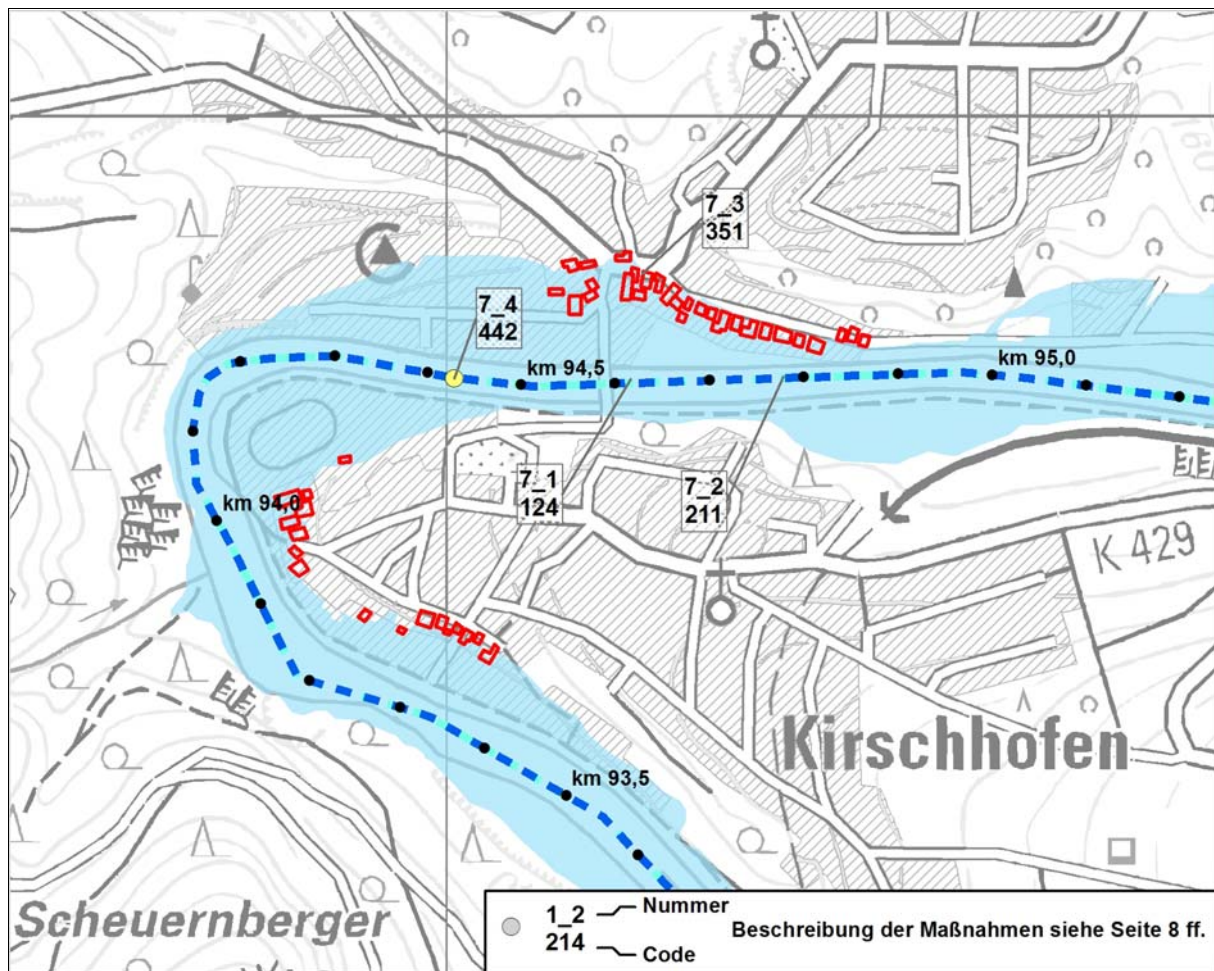 7_3
351
7_4
442
km 94,5
km 95,0
7_1
124
7_2
211
km 94,0
K 429
km 93,5
Kirschhofen
Scheuernberger
1_2
Nummer
214
Code
Beschreibung der Maßnahmen siehe Seite 8 ff.